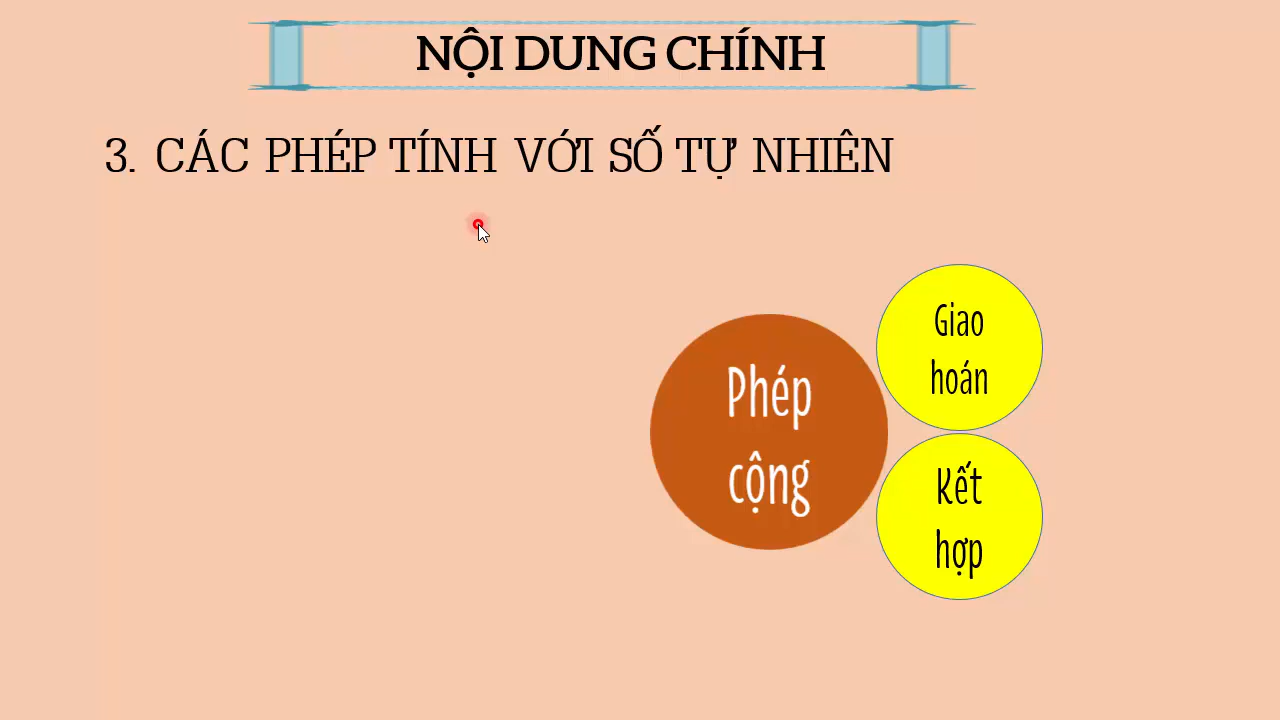 NỘI DUNG CHÍNH
3. CÁC PHÉP TÍNH VỚI SỐ TỰ NHIÊN
Phép
cộng
Giao
hoán
Kết
hợp